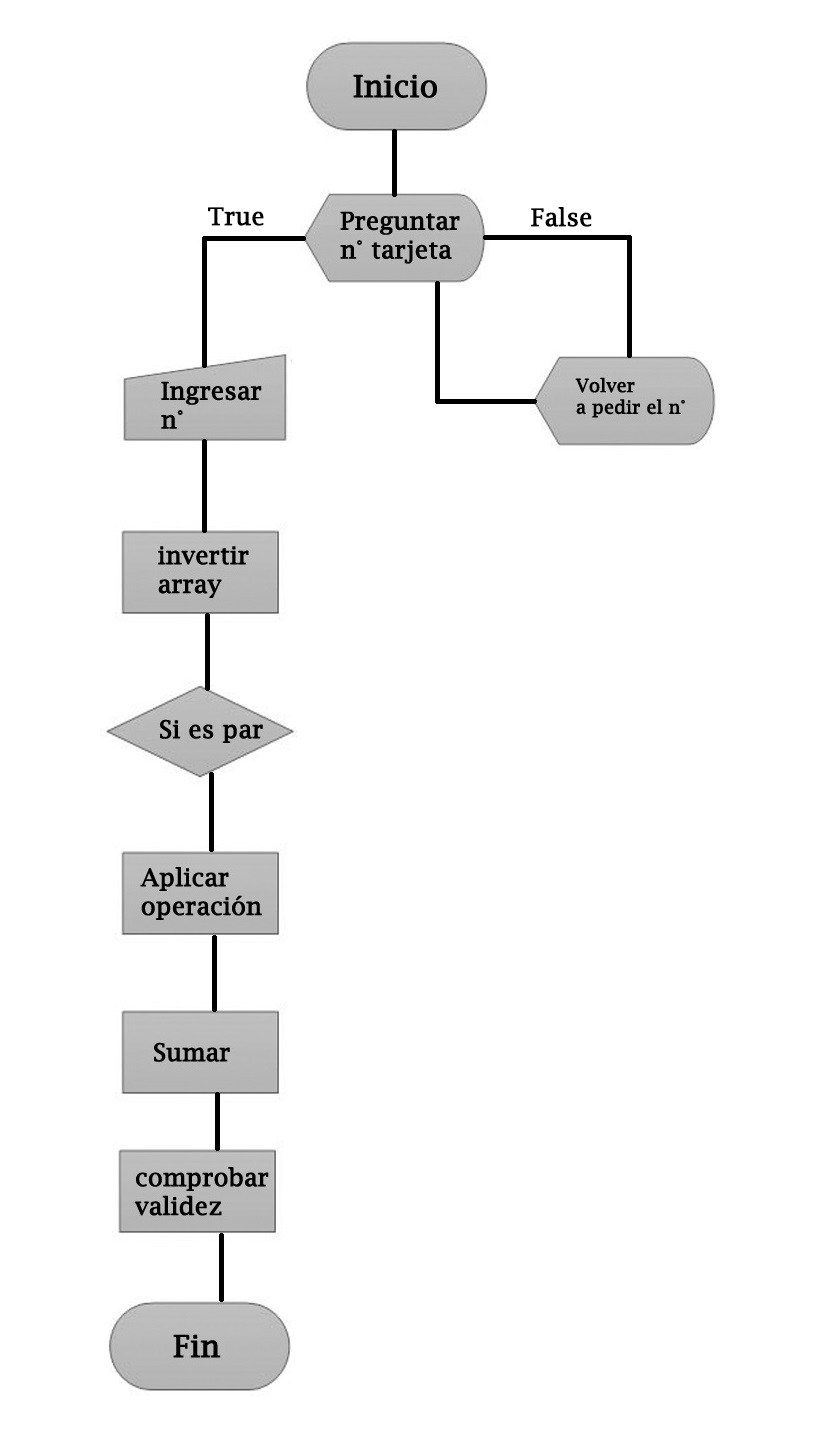 Inicio
True
Preguntar
n° tarjeta
False
Ingresar
n°
Volver
a pedir el n°
invertir
array
Si es par
Aplicar
operación
Sumar
comprobar
validez
Fin